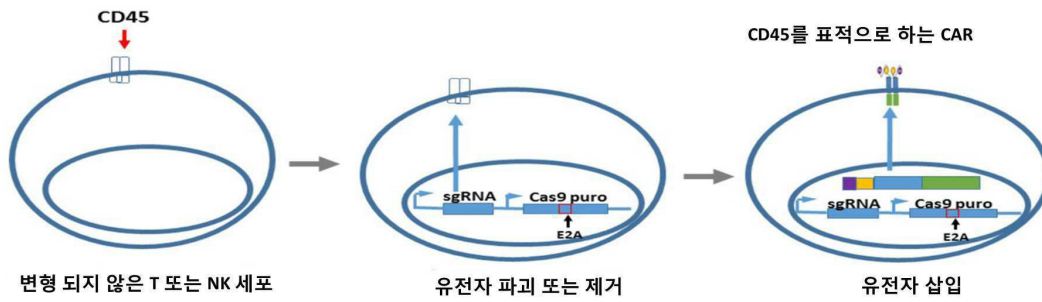 CD45
변형 되지 않은 T 또는 NK 세포
sgRNA
Cas9 puro
E2A
유전자 파괴 또는 제거
CD45를 표적으로 하는 CAR
sgRNA
Cas9 puro
E2A
유전자 삽입